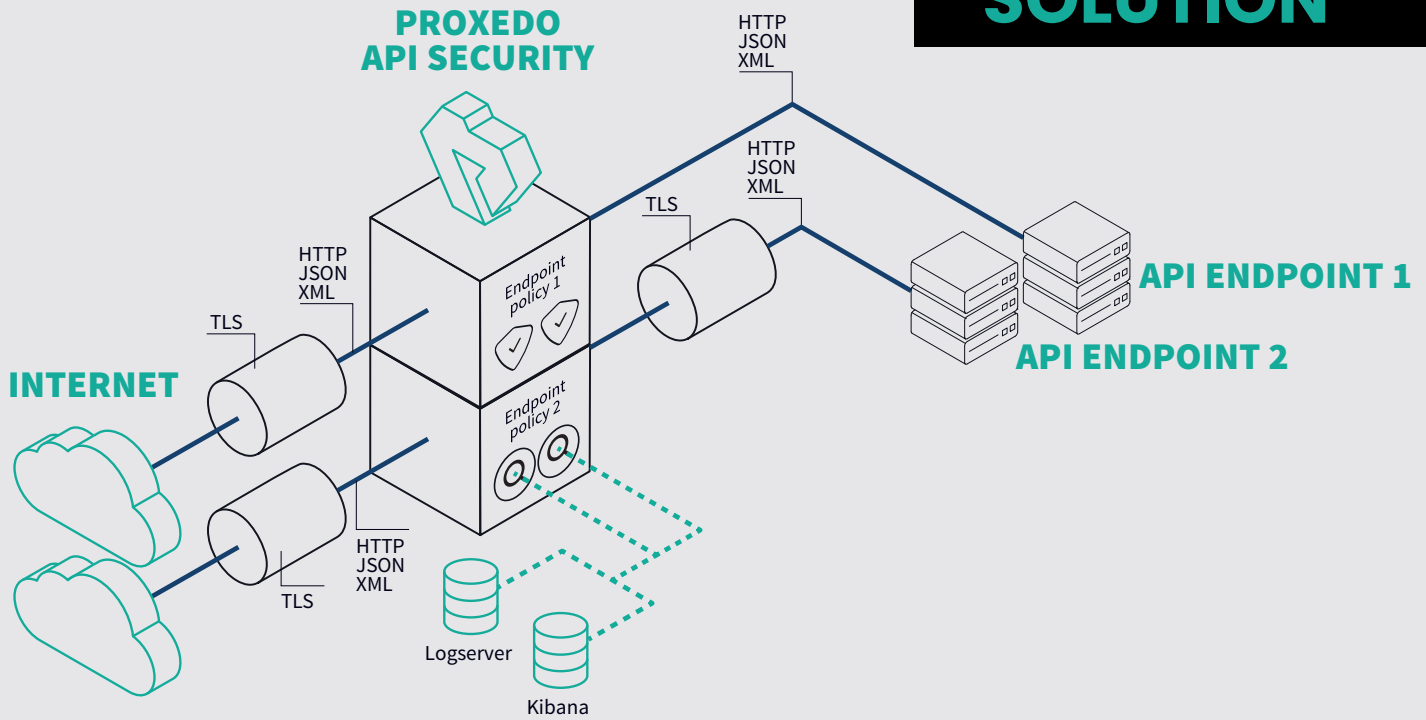 SOLUTION
PROXEDO
API SECURITY
HTTP
JSON
XML
HTTP
JSON
XML
TLS
HTTP
JSON
XML
TLS
Endpoint
policy 1
API ENDPOINT 1
API ENDPOINT 2
INTERNET
Endpoint
policy 2
HTTP
JSON
XML
TLS
Logserver
Kibana